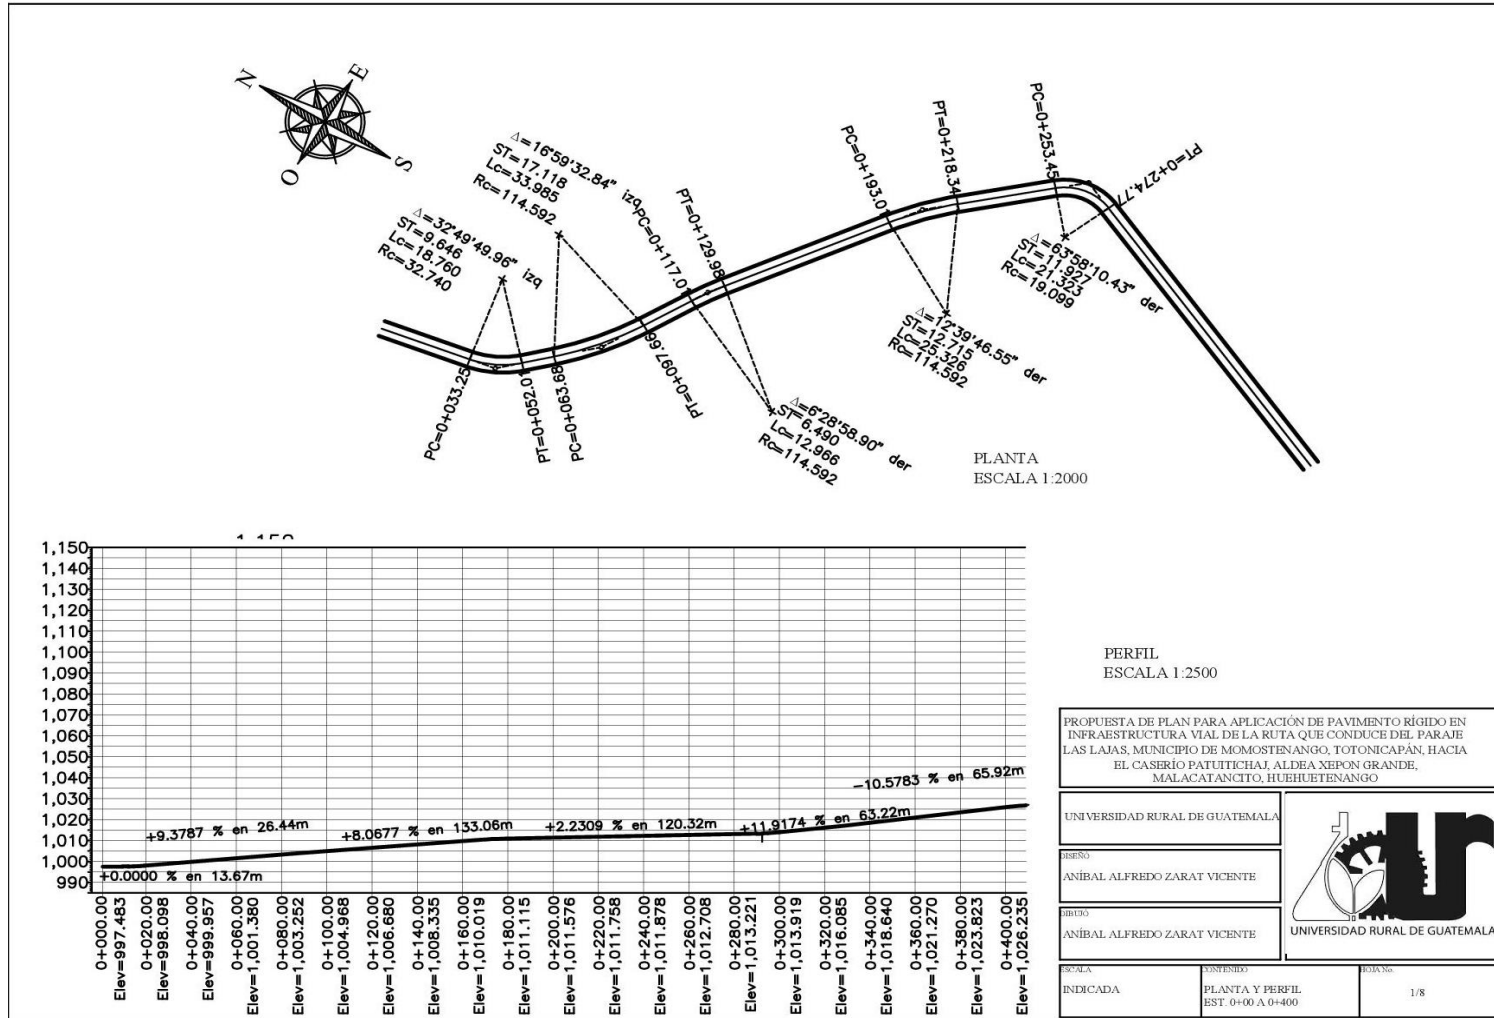 N
E
S
O
Δ=32°49'49.96" izq
ST=9.646
Lc=18.760
Rc=32.740
Δ=16°59'32.84" izq
ST=17.118
Lc=33.985
Rc=114.592
PC=0+033.25
PT=0+052.01
PC=0+063.68
PT=0+097.66
PC=0+117.01
PT=0+129.98
Δ=6°28'58.90" der
ST=6.490
Lc=12.966
Rc=114.592
PC=0+193.01
PT=0+218.34
Δ=12°39'46.55" der
ST=12.715
Lc=25.326
Rc=114.592
PC=0+253.45
PT=0+274.77
Δ=63°58'10.43" der
ST=11.927
Lc=21.323
Rc=19.099
PLANTA
ESCALA 1:2000
1,150
1,150
1,140
1,130
1,120
1,110
1,100
1,090
1,080
1,070
1,060
1,050
1,040
1,030
1,020
1,010
1,000
990
+0.0000 % en 13.67m
+9.3787 % en 26.44m
+8.0677 % en 133.06m
+2.2309 % en 120.32m
+11.9174 % en 63.22m
-10.5783 % en 65.92m
0+000.00
Elev=997.483
0+020.00
Elev=998.098
0+040.00
Elev=999.957
0+060.00
Elev=1,001.380
0+080.00
Elev=1,003.252
0+100.00
Elev=1,004.968
0+120.00
Elev=1,006.680
0+140.00
Elev=1,008.335
0+160.00
Elev=1,010.019
0+180.00
Elev=1,011.115
0+200.00
Elev=1,011.576
0+220.00
Elev=1,011.758
0+240.00
Elev=1,011.878
0+260.00
Elev=1,012.708
0+280.00
Elev=1,013.221
0+300.00
Elev=1,013.919
0+320.00
Elev=1,016.085
0+340.00
Elev=1,018.640
0+360.00
Elev=1,021.270
0+380.00
Elev=1,023.823
0+400.00
Elev=1,026.235
PERFIL
ESCALA 1:2500
PROPUESTA DE PLAN PARA APLICACIÓN DE PAVIMENTO RÍGIDO EN
INFRAESTRUCTURA VIAL DE LA RUTA QUE CONDUCE DEL PARAJE
LAS LAJAS, MUNICIPIO DE MOMOSTENANGO, TOTONICAPÁN, HACIA
EL CASERÍO PATUITICHAJ, ALDEA XEPON GRANDE,
MALACATANCITO, HUEHUETENANGO
UNIVERSIDAD RURAL DE GUATEMALA
DISEÑO
ANÍBAL ALFREDO ZARAT VICENTE
DIBUJÓ
ANÍBAL ALFREDO ZARAT VICENTE
ur
UNIVERSIDAD RURAL DE GUATEMALA
ESCALA
INDICADA
CONTENIDO
PLANTA Y PERFIL
EST. 0+00 A 0+400
HOJA No.
1/8